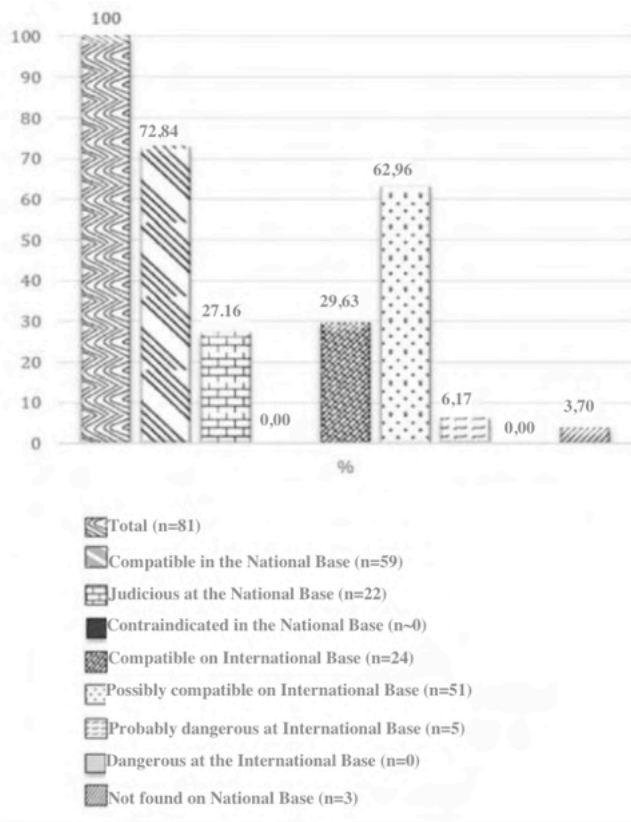 100
100
90
80
72,84
70
62,96
60
50
40
29,63
27.16
30
20
10
6,17
3,70
0,00
0,00
0
%
Total (n=81)
Compatible in the National Base (n=59)
Judicious at the National Base (n=22)
Contraindicated in the National Base (n~0)
Compatible on International Base (n=24)
Possibly compatible on International Base (n=51)
Probably dangerous at International Base (n=5)
Dangerous at the International Base (n=0)
Not found on National Base (n=3)